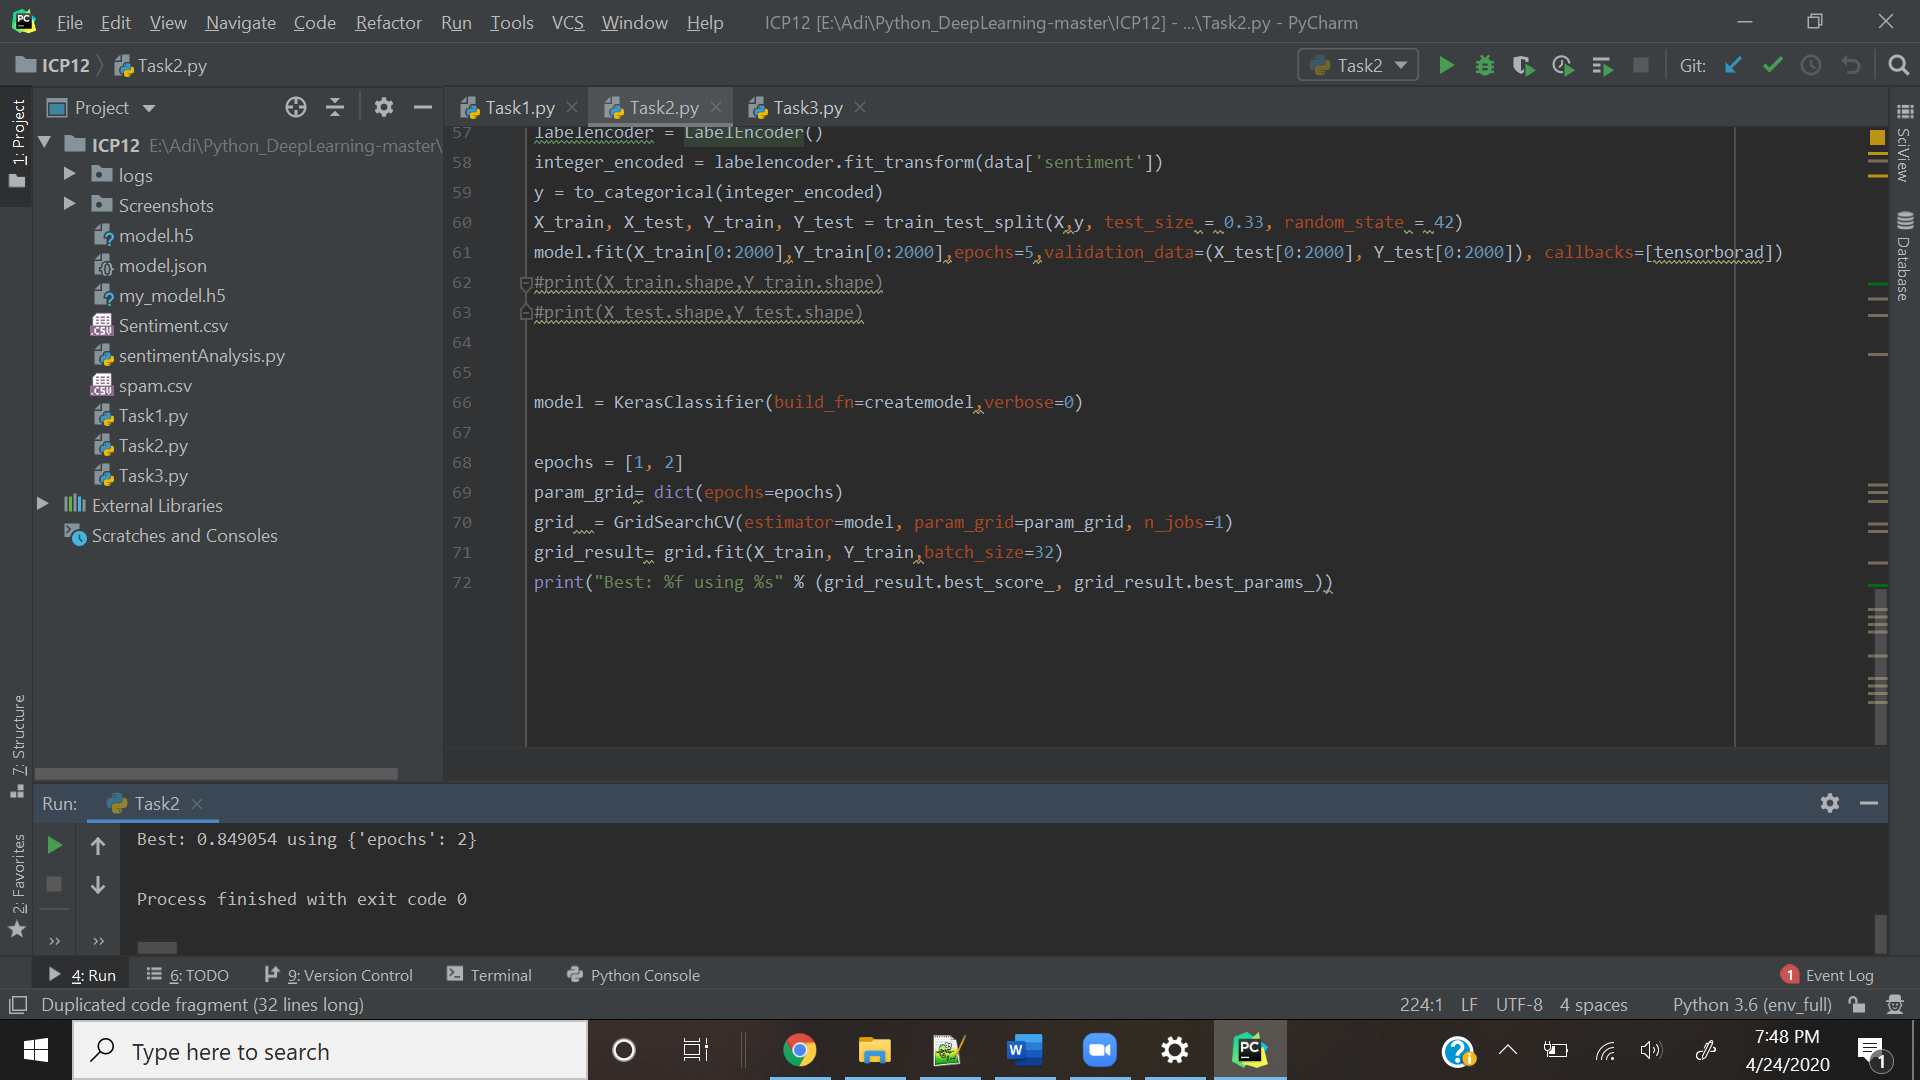 File Edit View Navigate Code Refactor Run Tools VCS Window Help ICP12 [E:\Adi\Python_DeepLearning-master\ICP12] - ...\Task2.py - PyCharm
ICP12 Task2.py Task2 Git:
1: Project
Project
Task1.py Task2.py Task3.py
ICP12 E:\Adi\Python_DeepLearning-master\
logs
Screenshots
model.h5
model.json
my_model.h5
Sentiment.csv
sentimentAnalysis.py
spam.csv
Task1.py
Task2.py
Task3.py
External Libraries
Scratches and Consoles
57 labelencoder = LabelEncoder()
58 integer_encoded = labelencoder.fit_transform(data['sentiment'])
59 y = to_categorical(integer_encoded)
60 X_train, X_test, Y_train, Y_test = train_test_split(X,y, test_size = 0.33, random_state = 42)
61 model.fit(X_train[0:2000],Y_train[0:2000],epochs=5,validation_data=(X_test[0:2000], Y_test[0:2000]), callbacks=[tensorborad])
62 #print(X_train.shape,Y_train.shape)
63 #print(X_test.shape,Y_test.shape)
64
65
66 model = KerasClassifier(build_fn=createmodel,verbose=0)
67
68 epochs = [1, 2]
69 param_grid= dict(epochs=epochs)
70 grid  = GridSearchCV(estimator=model, param_grid=param_grid, n_jobs=1)
71 grid_result= grid.fit(X_train, Y_train,batch_size=32)
72 print("Best: %f using %s" % (grid_result.best_score_, grid_result.best_params_))
SciView
Database
7: Structure
2: Favorites
Run: Task2
Best: 0.849054 using {'epochs': 2}
Process finished with exit code 0
4: Run 6: TODO 9: Version Control Terminal Python Console 1 Event Log
Duplicated code fragment (32 lines long) 224:1 LF UTF-8 4 spaces Python 3.6 (env_full)
Type here to search
7:48 PM
4/24/2020
1